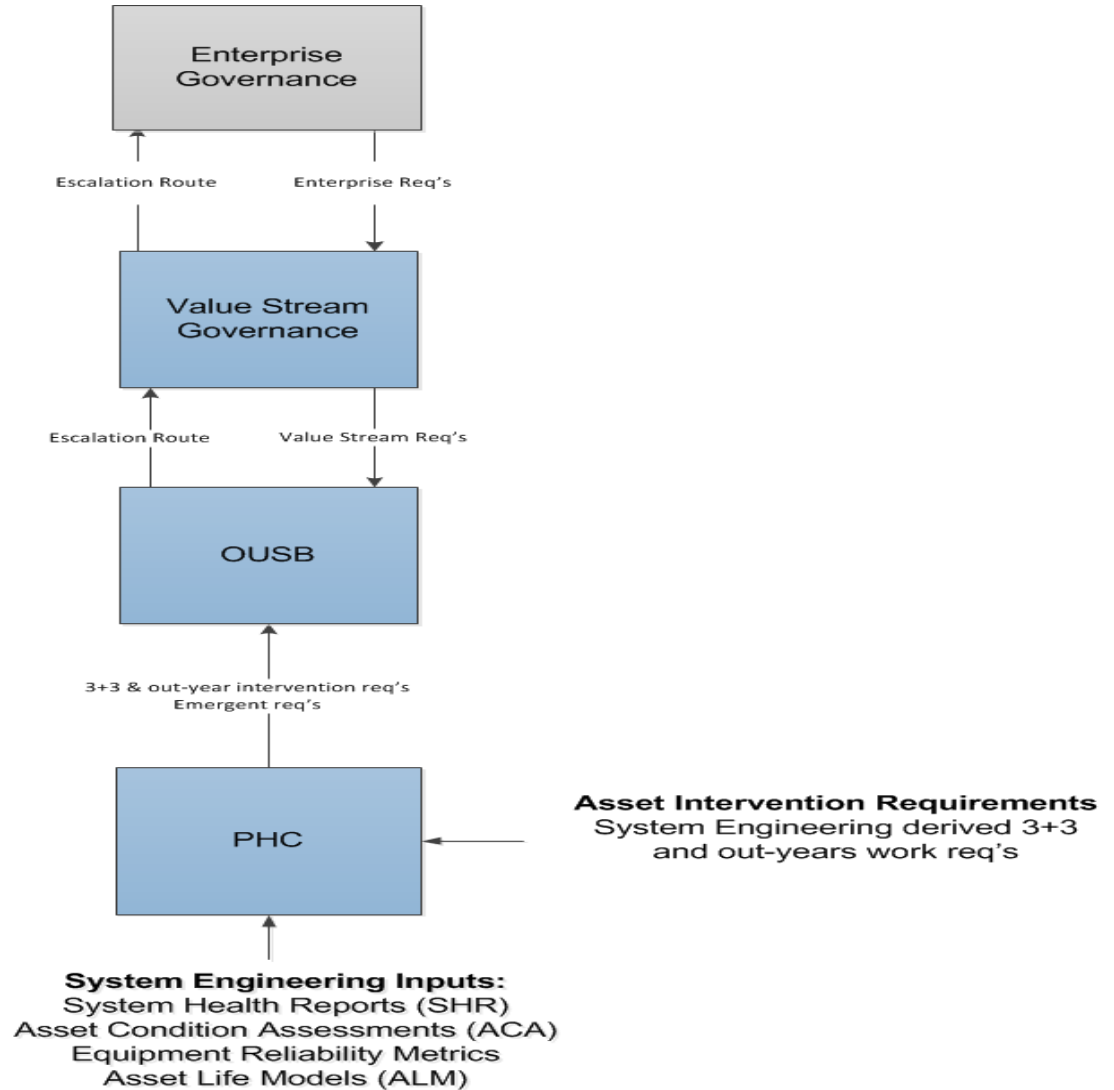 Enterprise
Governance
Escalation Route
Enterprise Req's
Value Stream
Governance
Escalation Route
Value Stream Req's
OUSB
3+3 & out-year intervention req's
Emergent req's
PHC
Asset Intervention Requirements
System Engineering derived 3+3
and out-years work req's
System Engineering Inputs:
System Health Reports (SHR)
Asset Condition Assessments (ACA)
Equipment Reliability Metrics
Asset Life Models (ALM)